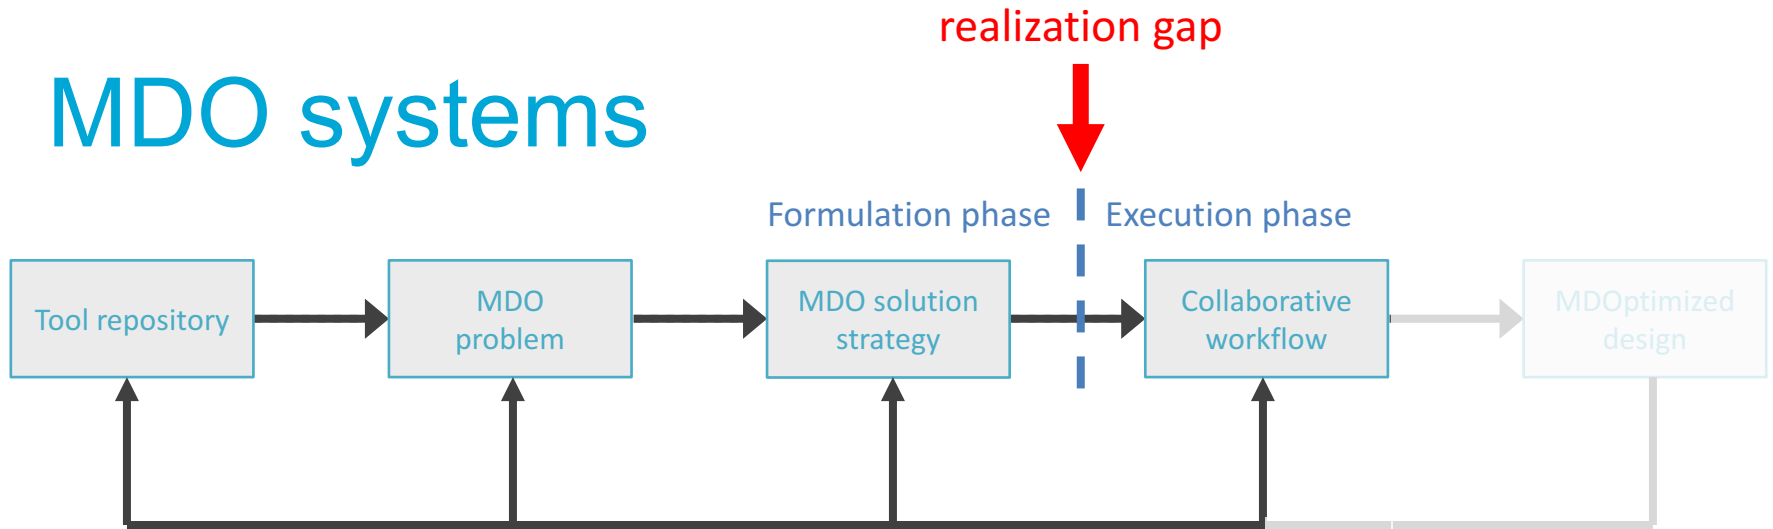 realization gap
MDO systems
Formulation phase
Execution phase
Tool repository
MDO
problem
MDO solution
strategy
Collaborative
workflow
MDOptimized
design